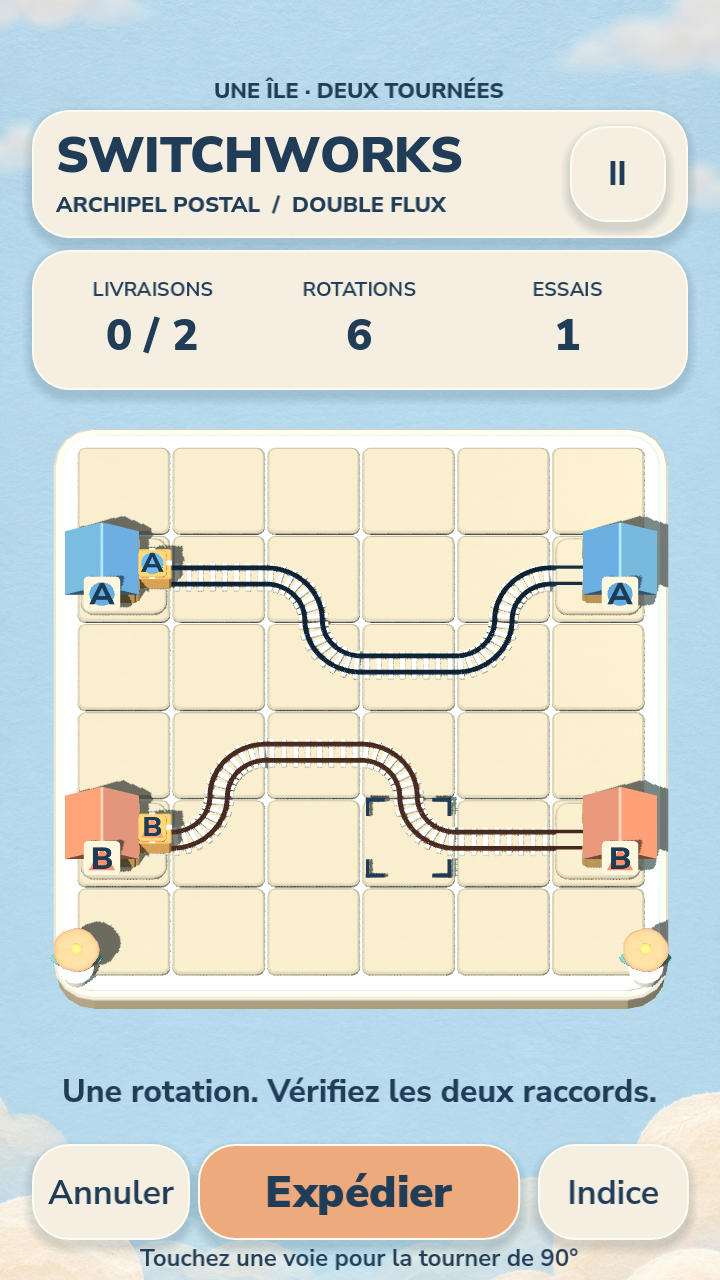 UNE ÎLE · DEUX TOURNÉES
SWITCHWORKS
ARCHIPEL POSTAL / DOUBLE FLUX
II
LIVRAISONS ROTATIONS ESSAIS
0 / 2 6 1
A A A
B B B
Une rotation. Vérifiez les deux raccords.
Annuler Expédier Indice
Touchez une voie pour la tourner de 90°